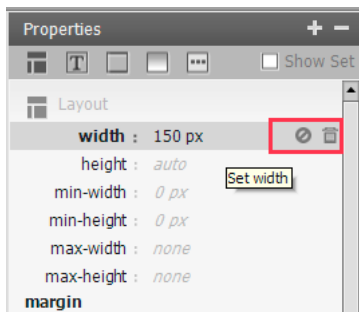 Properties
T
Show Set
Layout
width : 150 px
height : auto
Set width
min-width : 0 px
min-height : 0 px
max-width : none
max-height : none
margin